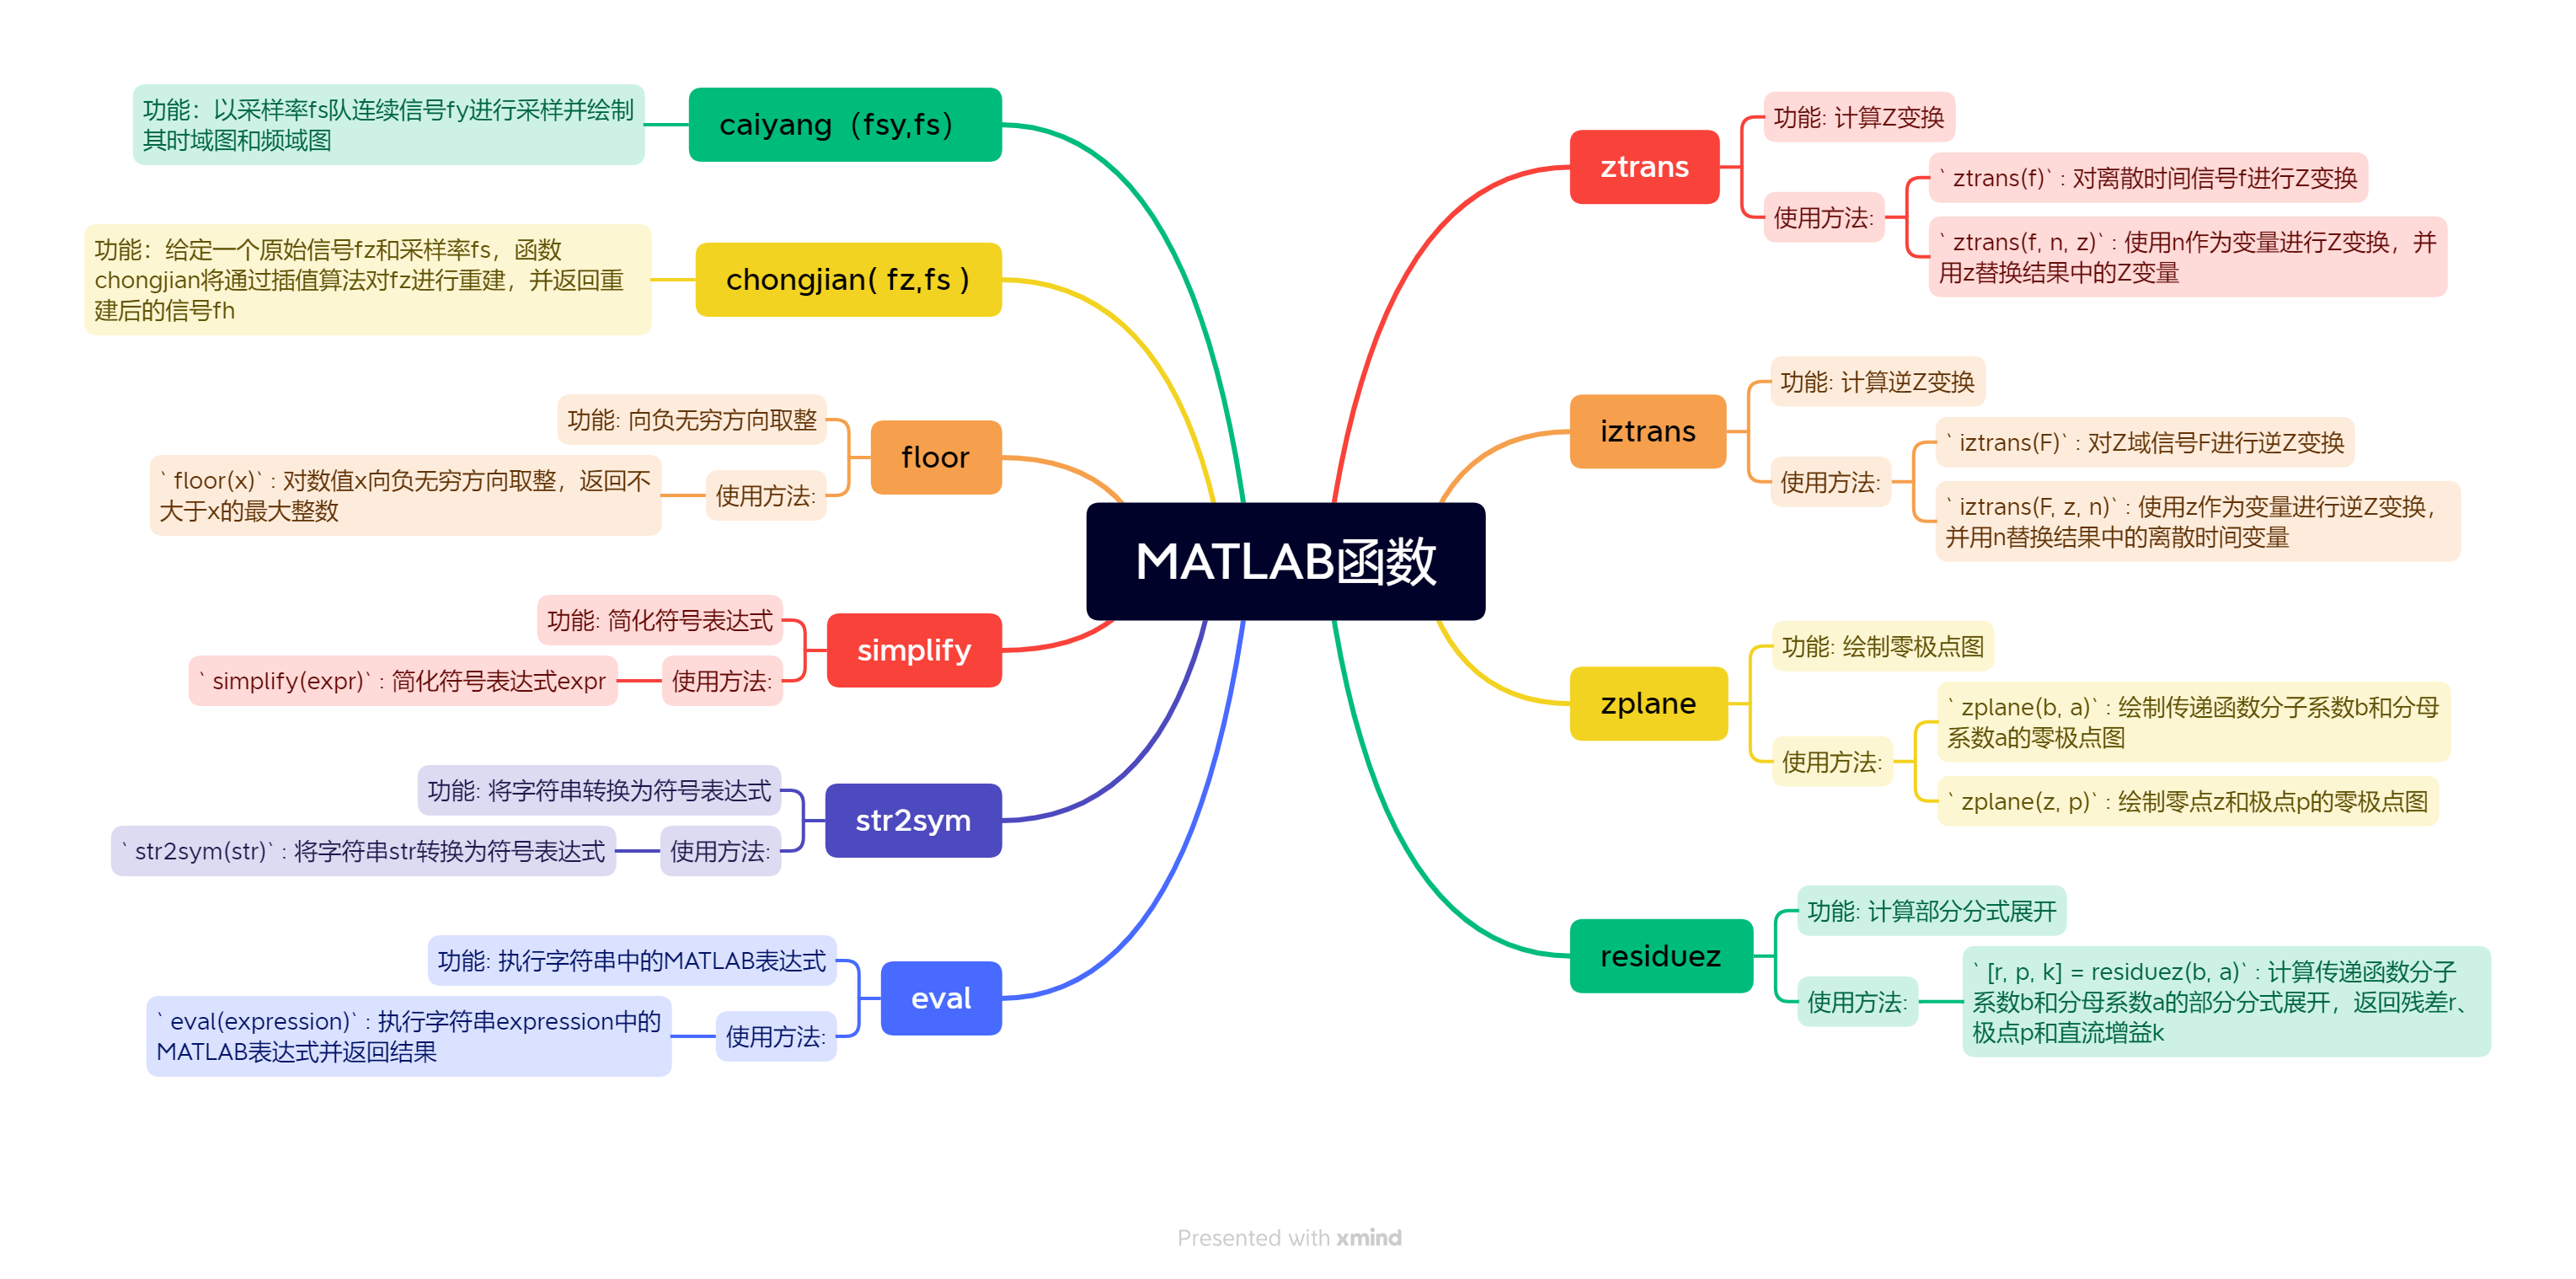 MATLAB函数
ztrans
功能: 计算Z变换
使用方法:
` ztrans(f)` : 对离散时间信号f进行Z变换
` ztrans(f, n, z)` : 使用n作为变量进行Z变换，并
用z替换结果中的Z变量
iztrans
功能: 计算逆Z变换
使用方法:
` iztrans(F)` : 对Z域信号F进行逆Z变换
` iztrans(F, z, n)` : 使用z作为变量进行逆Z变换，
并用n替换结果中的离散时间变量
zplane
功能: 绘制零极点图
使用方法:
` zplane(b, a)` : 绘制传递函数分子系数b和分母
系数a的零极点图
` zplane(z, p)` : 绘制零点z和极点p的零极点图
residuez
功能: 计算部分分式展开
使用方法:
` [r, p, k] = residuez(b, a)` : 计算传递函数分子
系数b和分母系数a的部分分式展开，返回残差r、
极点p和直流增益k
caiyang（fsy,fs）
功能：以采样率fs队连续信号fy进行采样并绘制
其时域图和频域图
chongjian( fz,fs )
功能：给定一个原始信号fz和采样率fs，函数
chongjian将通过插值算法对fz进行重建，并返回重
建后的信号fh
floor
功能: 向负无穷方向取整
使用方法:
` floor(x)` : 对数值x向负无穷方向取整，返回不
大于x的最大整数
simplify
功能: 简化符号表达式
使用方法:
` simplify(expr)` : 简化符号表达式expr
str2sym
功能: 将字符串转换为符号表达式
使用方法:
` str2sym(str)` : 将字符串str转换为符号表达式
eval
功能: 执行字符串中的MATLAB表达式
使用方法:
` eval(expression)` : 执行字符串expression中的
MATLAB表达式并返回结果
Presented with xmind